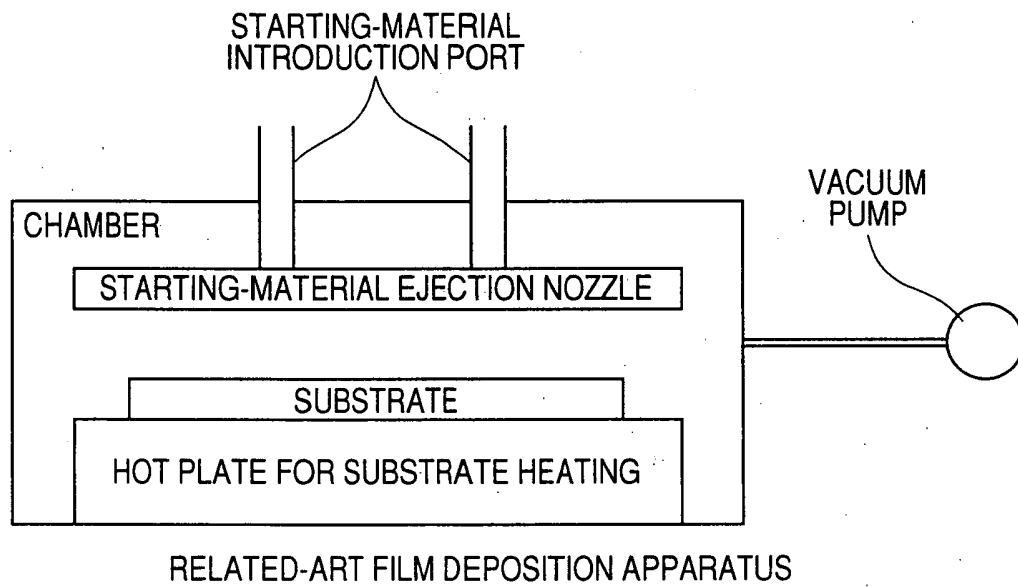 STARTING-MATERIAL
INTRODUCTION PORT
VACUUM
PUMP
CHAMBER
STARTING-MATERIAL EJECTION NOZZLE
SUBSTRATE
HOT PLATE FOR SUBSTRATE HEATING
RELATED-ART FILM DEPOSITION APPARATUS